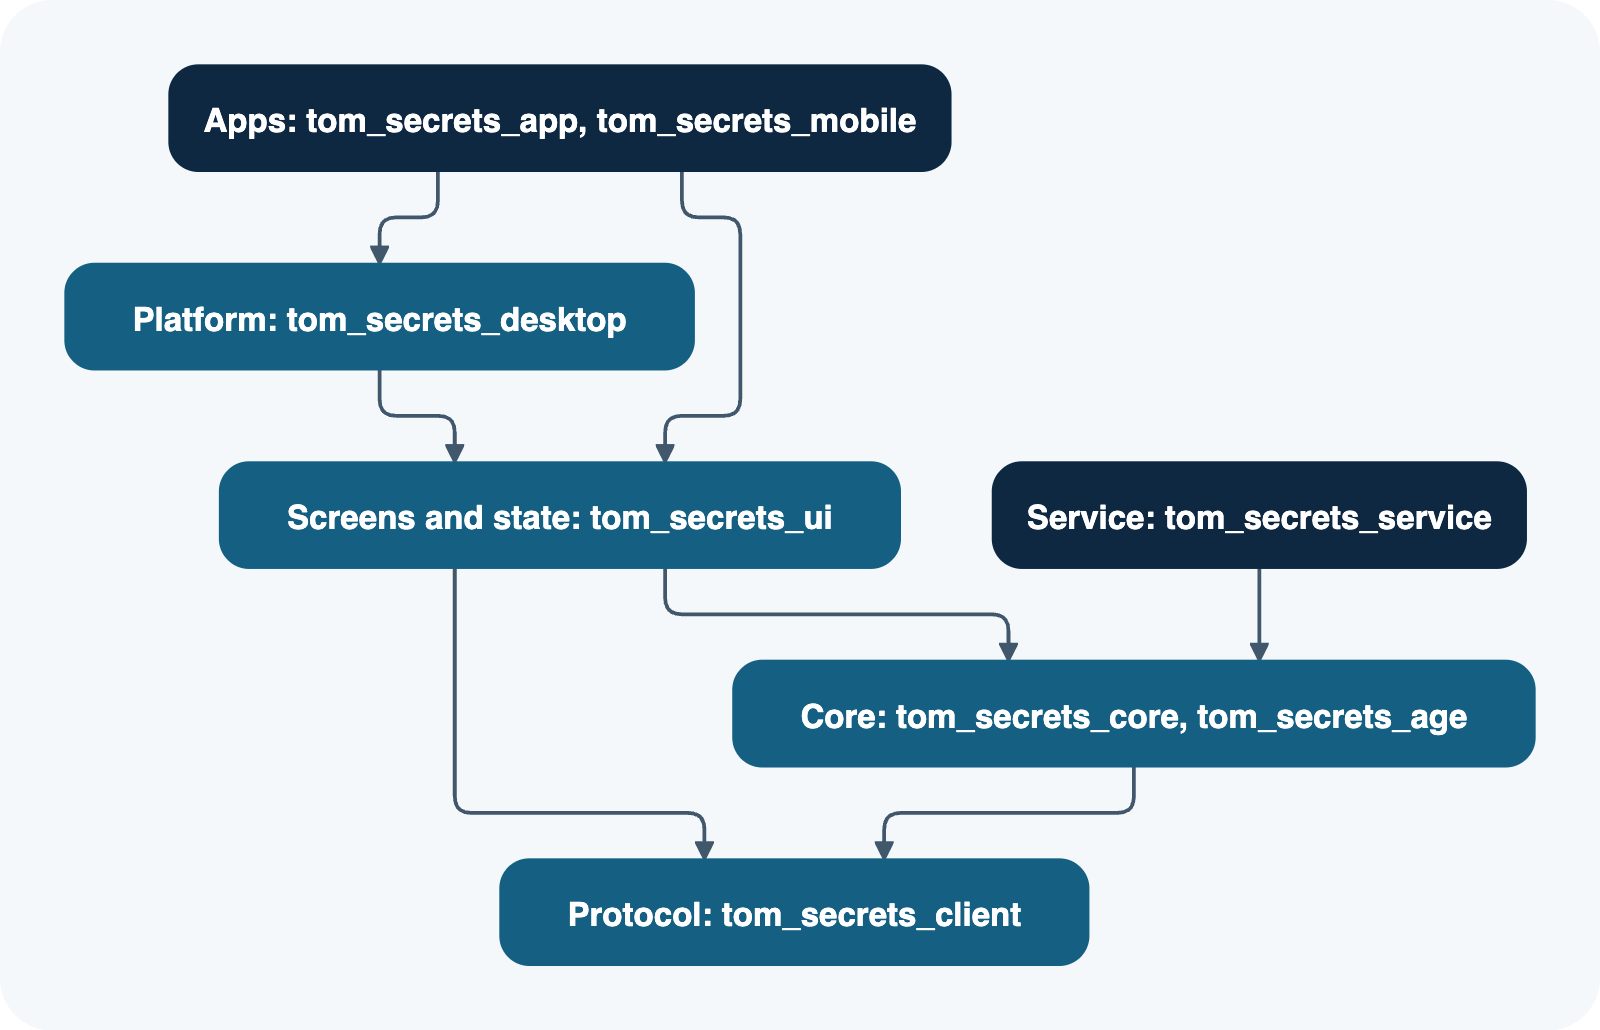 Apps: tom_secrets_app, tom_secrets_mobile
Platform: tom_secrets_desktop
Screens and state: tom_secrets_ui
Service: tom_secrets_service
Core: tom_secrets_core, tom_secrets_age
Protocol: tom_secrets_client